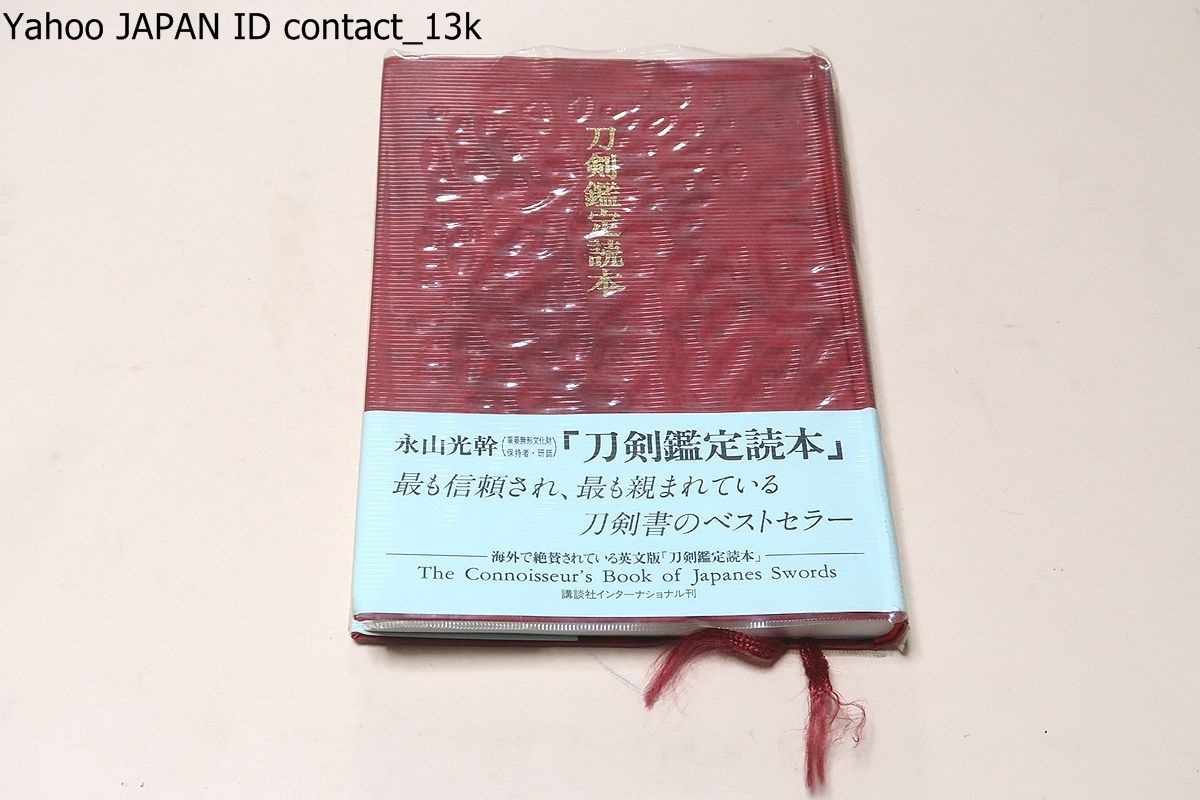 Yahoo JAPAN ID contact_13k
刀剣鑑定読本
永山光幹(重要無形文化財保持者・研師)『刀剣鑑定読本』
最も信頼され、最も親まれている
刀剣書のベストセラー
海外で絶賛されている英文版「刀剣鑑定読本」
The Connoisseur's Book of Japanes Swords
講談社インターナショナル刊